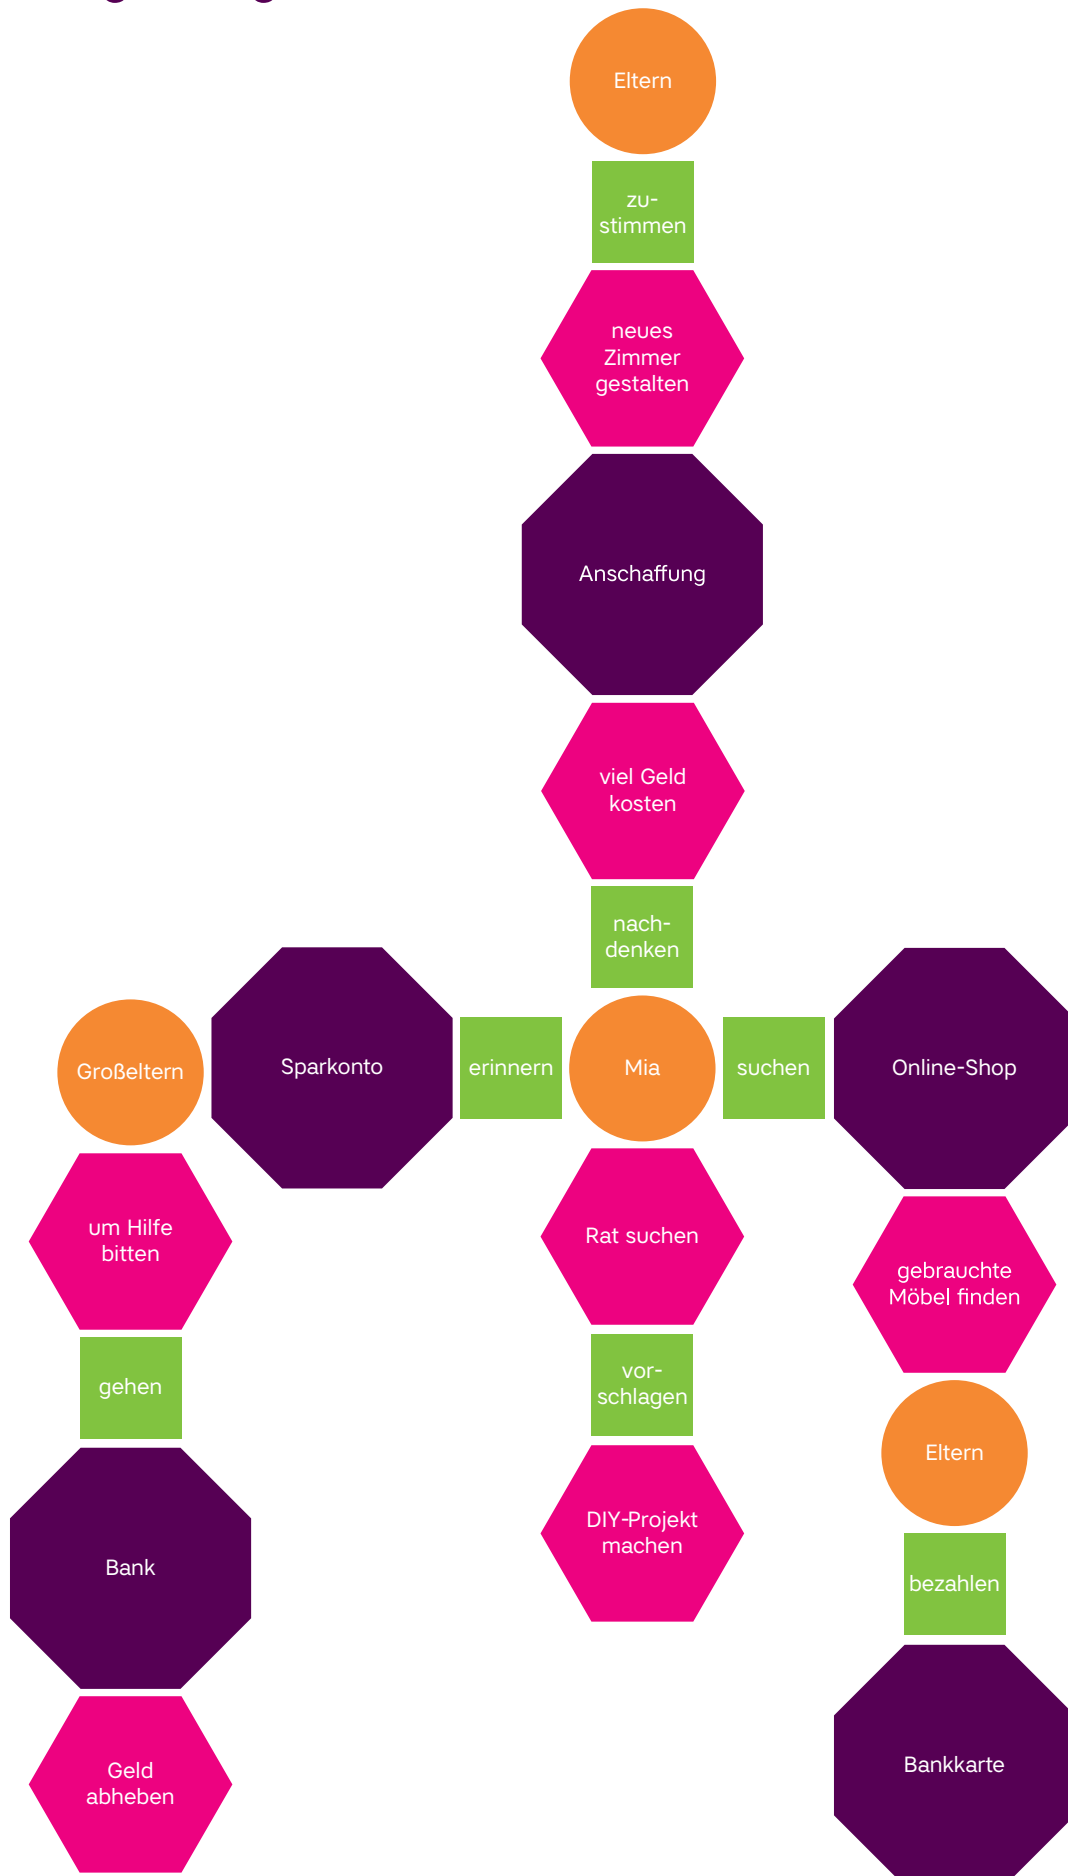 Eltern
zu-
stimmen
neues
Zimmer
gestalten
Anschaffung
viel Geld
kosten
nach-
denken
Großeltern
Sparkonto
erinnern
Mia
suchen
Online-Shop
um Hilfe
bitten
Rat suchen
gebrauchte
Möbel finden
gehen
vor-
schlagen
Eltern
Bank
DIY-Projekt
machen
bezahlen
Geld
abheben
Bankkarte